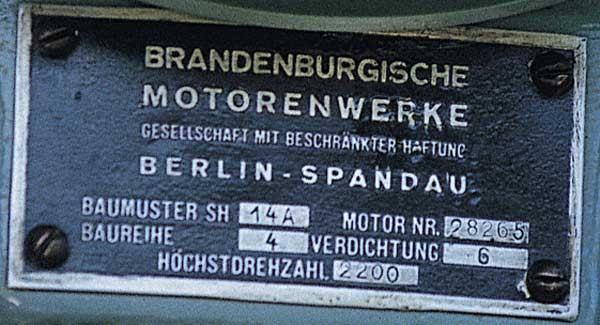 BRANDENBURGISCHE
MOTORENWERKE
GESELLSCHAFT MIT BESCHRÄNKTER HAFTUNG
BERLIN-SPANDAU
BAUMUSTER SH 14A MOTOR NR. 28265
BAUREIHE 4 VERDICHTUNG 6
HÖCHSTDREHZAHL 2200